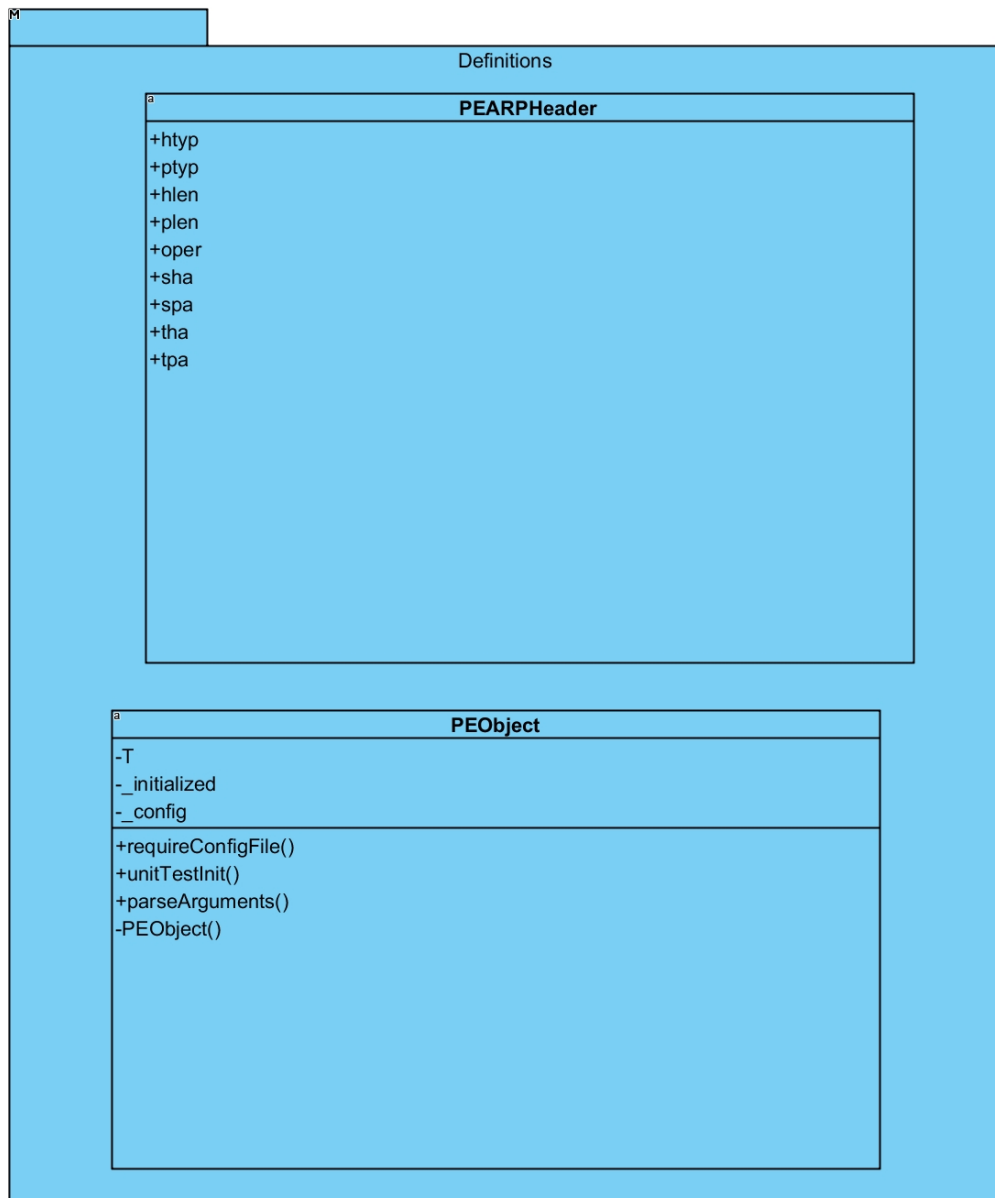 M
Definitions
a
PEARPHeader
+htyp
+ptyp
+hlen
+plen
+oper
+sha
+spa
+tha
+tpa
a
PEObject
-T
-_initialized
-_config
+requireConfigFile()
+unitTestInit()
+parseArguments()
-PEObject()